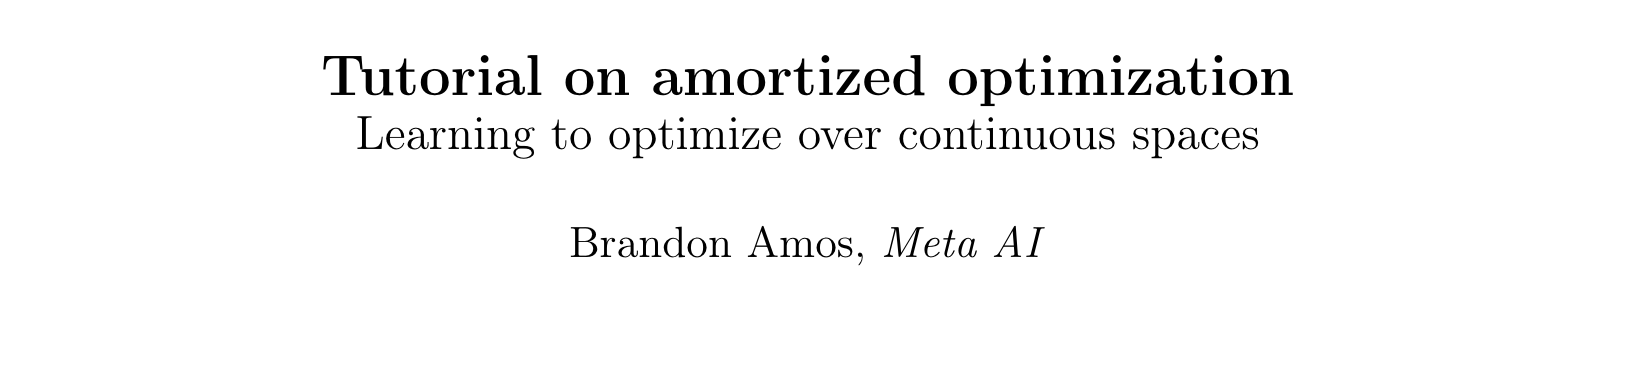 Tutorial on amortized optimization
Learning to optimize over continuous spaces
Brandon Amos, Meta AI